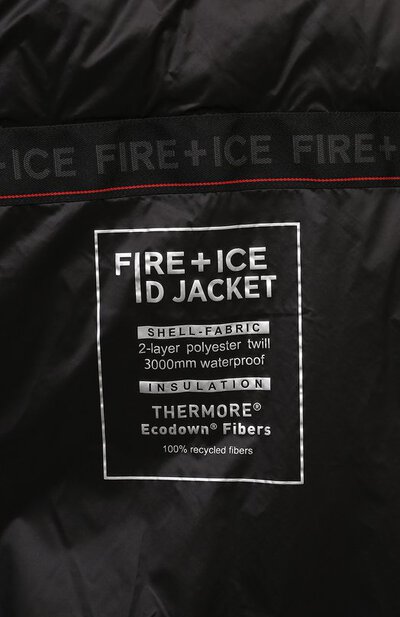 +ICE FIRE+ICE FIRE+
FIRE+ICE
ID JACKET
SHELL-FABRIC
2-layer polyester twill
3000mm waterproof
INSULATION
THERMORE®
Ecodown® Fibers
100% recycled fibers